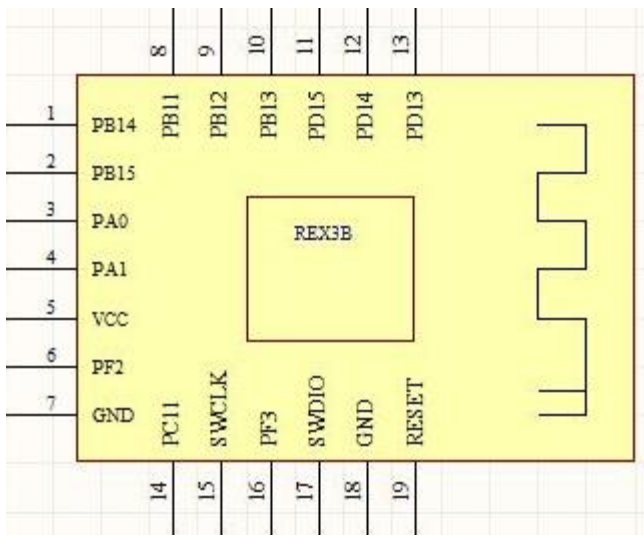 8 9 10 11 12 13
PB11 PB12 PB13 PD15 PD14 PD13
1 PB14
2 PB15
3 PA0
REX3B
4 PA1
5 VCC
6 PF2
7 GND
PC11 SWCLK PF3 SWDIO GND RESET
14 15 16 17 18 19